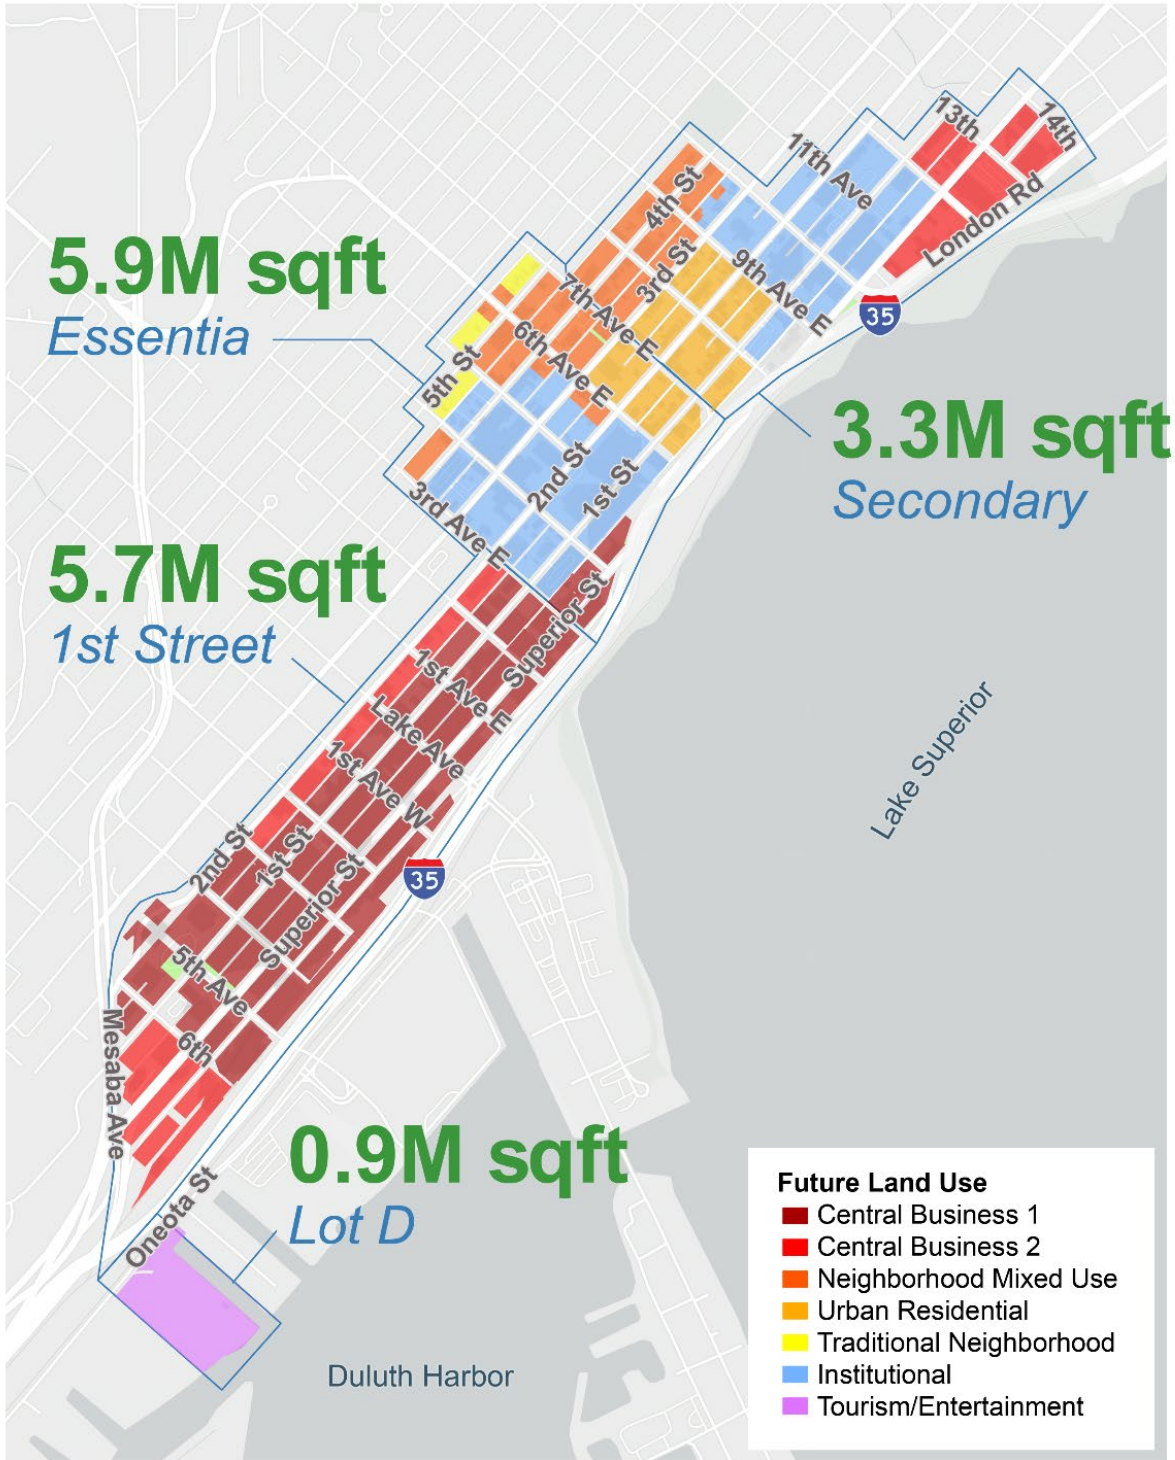 13th
14th
11th Ave
London Rd
4th St
3rd St
9th Ave E
7th Ave E
35
5.9M sqft
Essentia
6th Ave E
5th St
3.3M sqft
Secondary
2nd St
1st St
3rd Ave E
5.7M sqft
1st Street
Superior St
1st Ave E
Lake Ave
1st Ave W
Lake Superior
2nd St
1st St
Superior St
35
5th Ave
6th
Mesaba Ave
0.9M sqft
Lot D
Oneota St
Duluth Harbor
Future Land Use
Central Business 1
Central Business 2
Neighborhood Mixed Use
Urban Residential
Traditional Neighborhood
Institutional
Tourism/Entertainment